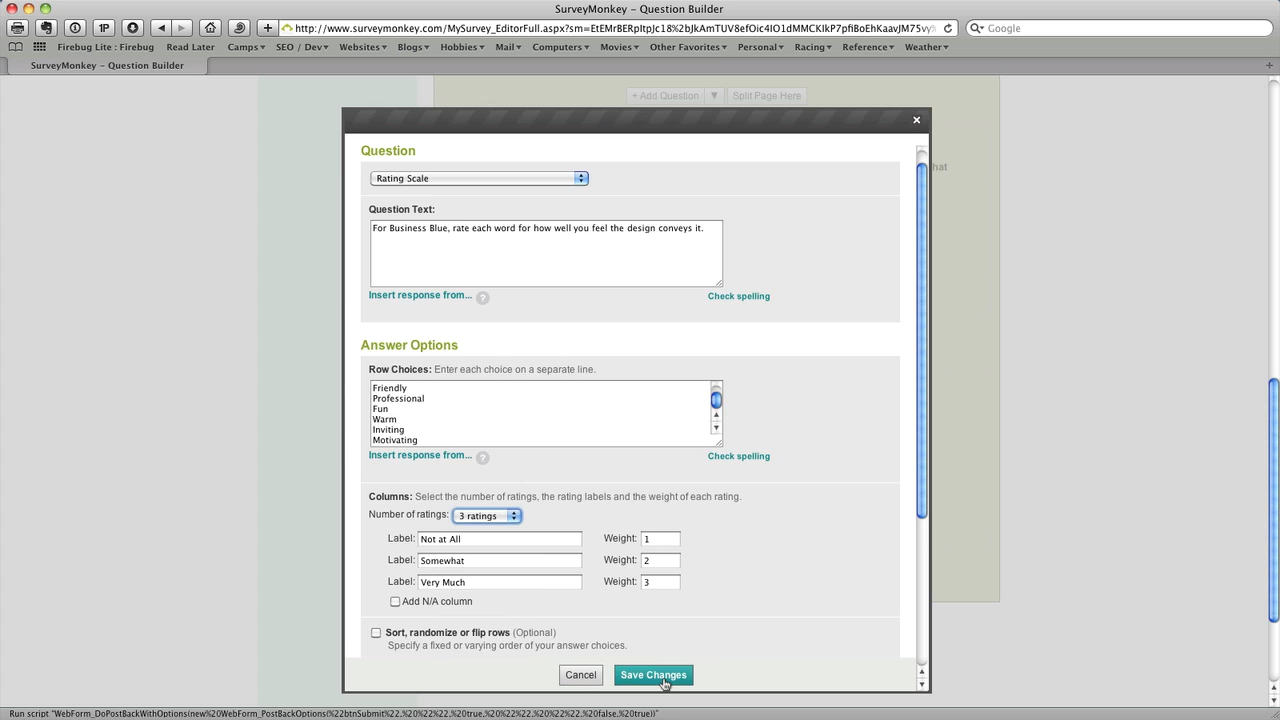 SurveyMonkey – Question Builder
http://www.surveymonkey.com/MySurvey_EditorFull.aspx?sm=EtEMrBERpItpJc18%2bJkAmTUV8efOic4IO1dMMCKIkP7pfiBoEhKaavJM75vy
Google
Firebug Lite : Firebug Read Later Camps Websites SEO / Dev Blogs Hobbies Mail Computers Movies Other Favorites Personal Racing Reference Weather
SurveyMonkey – Question Builder
+ Add Question Split Page Here
hat
Question
Rating Scale
Question Text:
For Business Blue, rate each word for how well you feel the design conveys it.
Insert response from... ? Check spelling
Answer Options
Row Choices: Enter each choice on a separate line.
Friendly
Professional
Fun
Warm
Inviting
Motivating
Insert response from... ? Check spelling
Columns: Select the number of ratings, the rating labels and the weight of each rating.
Number of ratings: 3 ratings
Label: Not at All Weight: 1
Label: Somewhat Weight: 2
Label: Very Much Weight: 3
Add N/A column
Sort, randomize or flip rows (Optional)
Specify a fixed or varying order of your answer choices.
Cancel Save Changes
Run script "WebForm_DoPostBackWithOptions(new%20WebForm_PostBackOptions(%22btnSubmit%22,%20%22%22,%20true,%20%22%22,%20%22%22,%20false,%20true))"